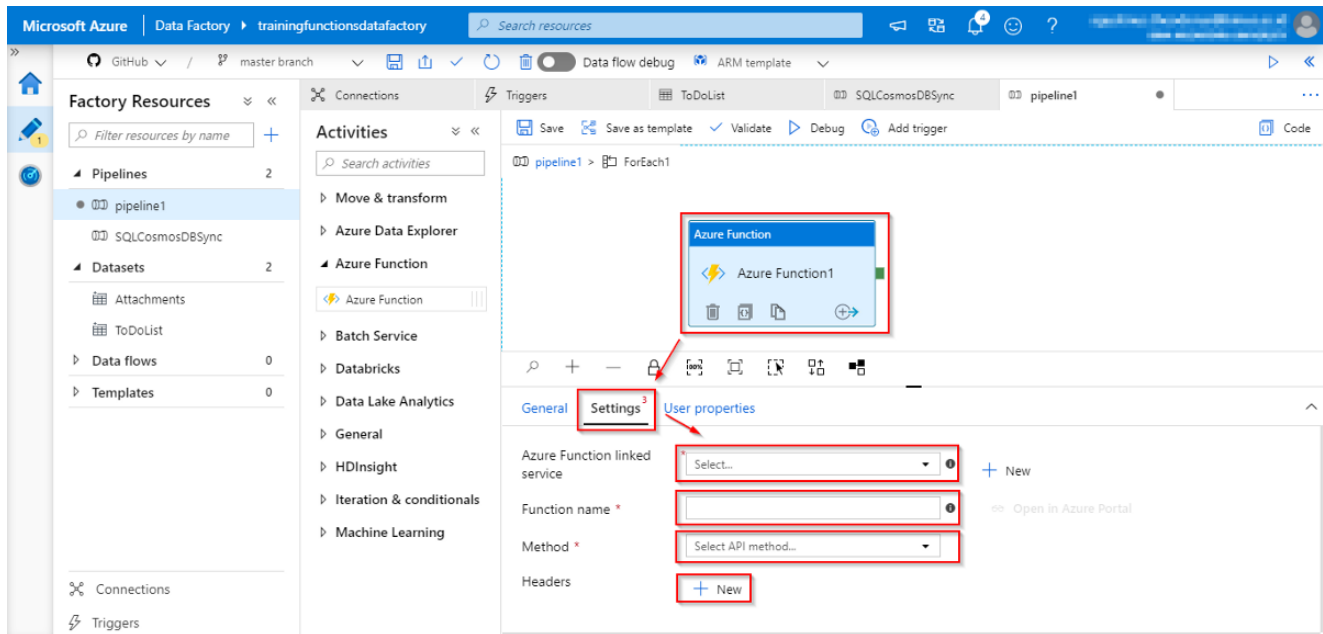 Microsoft Azure Data Factory trainingfunctionsdatafactory Search resources 4 ?
GitHub / master branch Data flow debug ARM template
Factory Resources
Filter resources by name
1
Pipelines 2
pipeline1
SQLCosmosDBSync
Datasets 2
Attachments
ToDoList
Data flows 0
Templates 0
Connections
Triggers
Activities
Search activities
Move & transform
Azure Data Explorer
Azure Function
Azure Function
Batch Service
Databricks
Data Lake Analytics
General
HDInsight
Iteration & conditionals
Machine Learning
Connections Triggers ToDoList SQLCosmosDBSync pipeline1
Save Save as template Validate Debug Add trigger Code
pipeline1 > ForEach1
Azure Function
Azure Function1
100%
General Settings 3 User properties
Azure Function linked service * Select... New
Function name * Open in Azure Portal
Method * Select API method...
Headers New